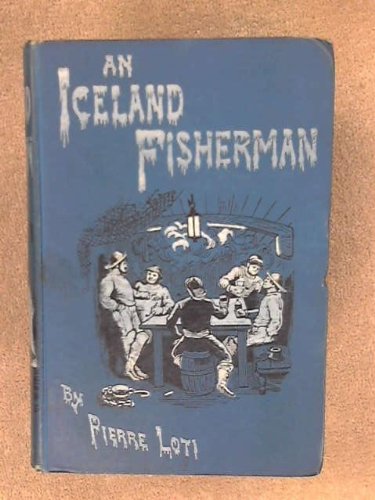 AN
ICELAND
FISHERMAN
BY
PIERRE LOTI